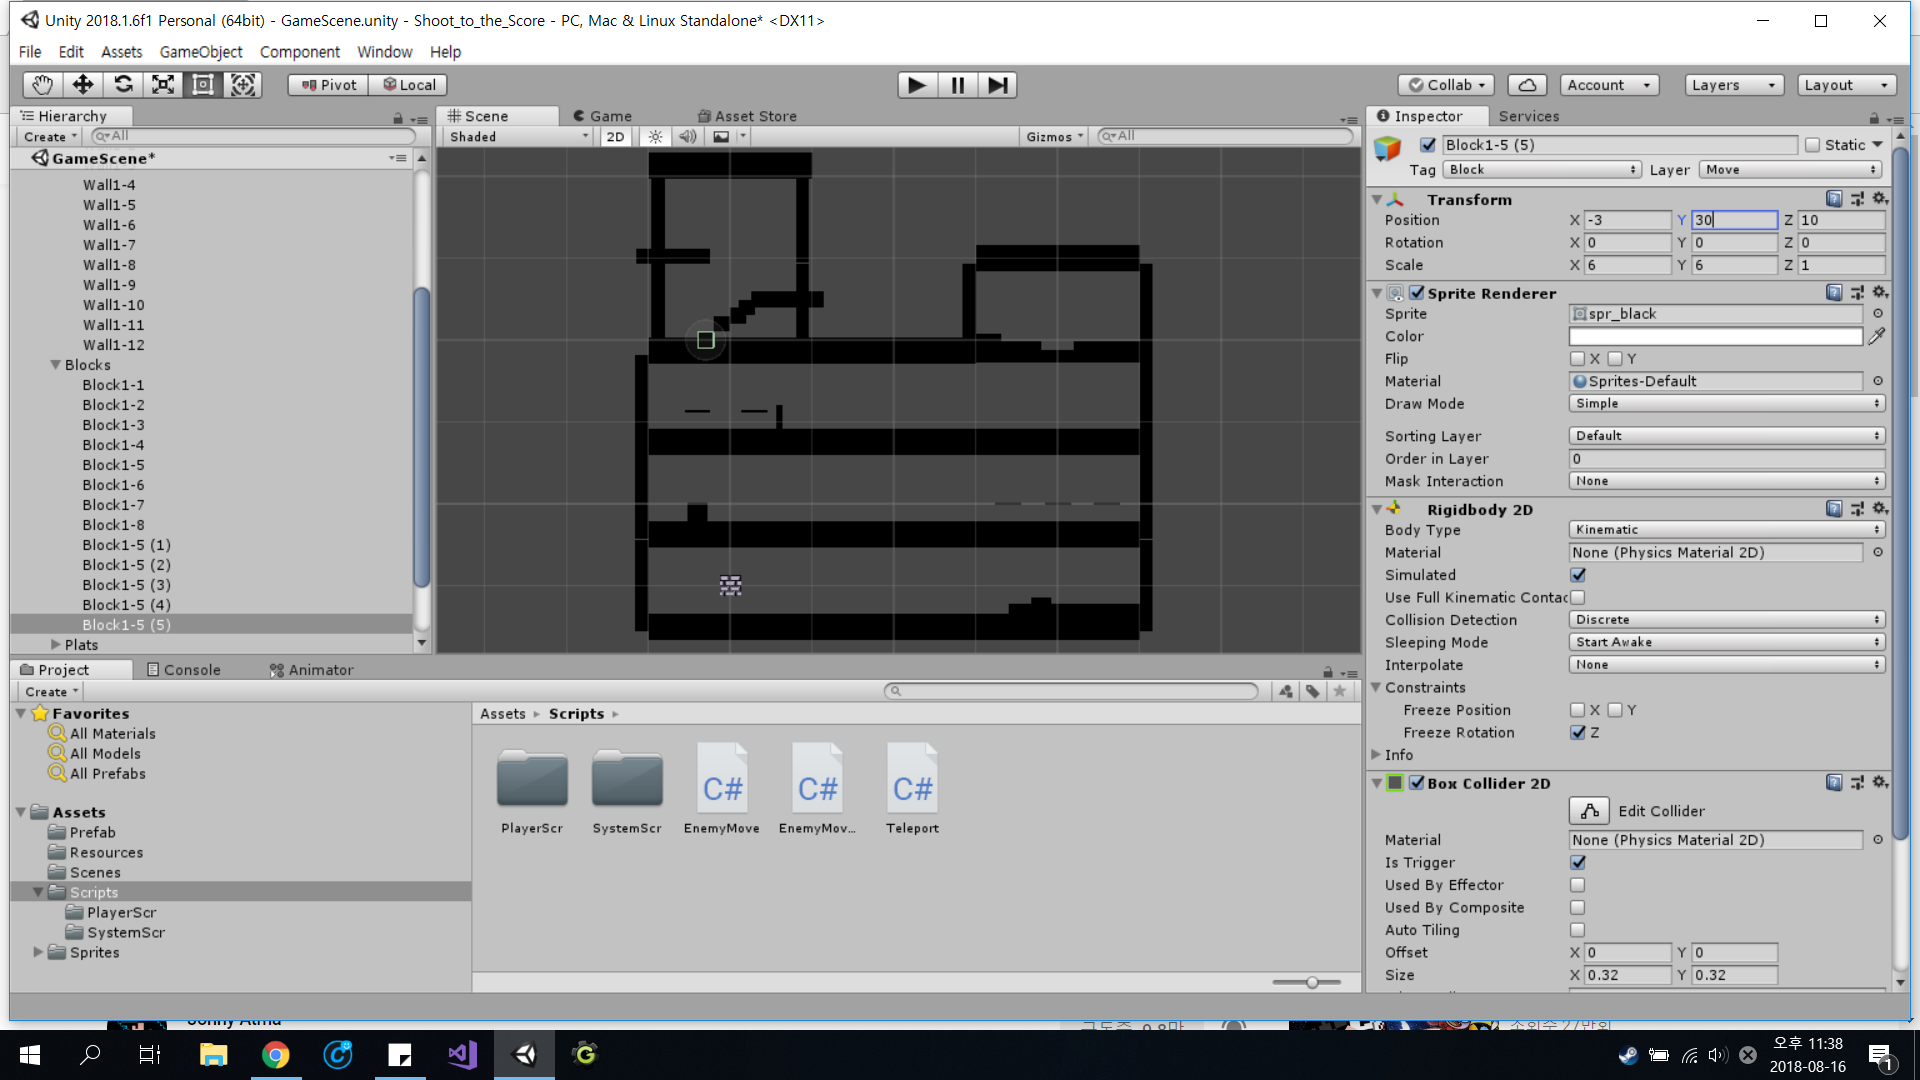 Unity 2018.1.6f1 Personal (64bit) - GameScene.unity - Shoot_to_the_Score - PC, Mac & Linux Standalone* <DX11>
File Edit Assets GameObject Component Window Help
Pivot Local
Collab Account Layers Layout
Hierarchy
Create All
GameScene*
Wall1-4
Wall1-5
Wall1-6
Wall1-7
Wall1-8
Wall1-9
Wall1-10
Wall1-11
Wall1-12
Blocks
Block1-1
Block1-2
Block1-3
Block1-4
Block1-5
Block1-6
Block1-7
Block1-8
Block1-5 (1)
Block1-5 (2)
Block1-5 (3)
Block1-5 (4)
Block1-5 (5)
Plats
Scene Game Asset Store
Shaded 2D Gizmos All
Inspector Services
Block1-5 (5) Static
Tag Block Layer Move
Transform
Position X -3 Y 30 Z 10
Rotation X 0 Y 0 Z 0
Scale X 6 Y 6 Z 1
Sprite Renderer
Sprite spr_black
Color
Flip X Y
Material Sprites-Default
Draw Mode Simple
Sorting Layer Default
Order in Layer 0
Mask Interaction None
Rigidbody 2D
Body Type Kinematic
Material None (Physics Material 2D)
Simulated
Use Full Kinematic Contac
Collision Detection Discrete
Sleeping Mode Start Awake
Interpolate None
Constraints
Freeze Position X Y
Freeze Rotation Z
Info
Box Collider 2D
Edit Collider
Material None (Physics Material 2D)
Is Trigger
Used By Effector
Used By Composite
Auto Tiling
Offset X 0 Y 0
Size X 0.32 Y 0.32
Project Console Animator
Create
Favorites
All Materials
All Models
All Prefabs
Assets
Prefab
Resources
Scenes
Scripts
PlayerScr
SystemScr
Sprites
Assets Scripts
PlayerScr SystemScr EnemyMove EnemyMov... Teleport
C# C# C#
오후 11:38
2018-08-16
1